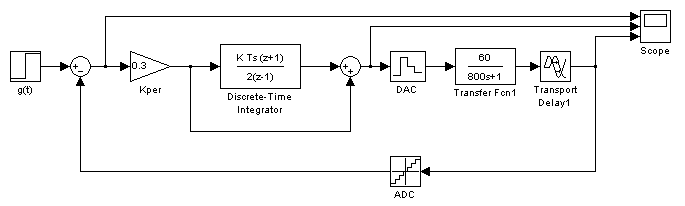 Scope
g(t)
0.3
Kper
K Ts (z+1)
2(z-1)
Discrete-Time
Integrator
DAC
60
800s+1
Transfer Fcn1
Transport
Delay1
ADC